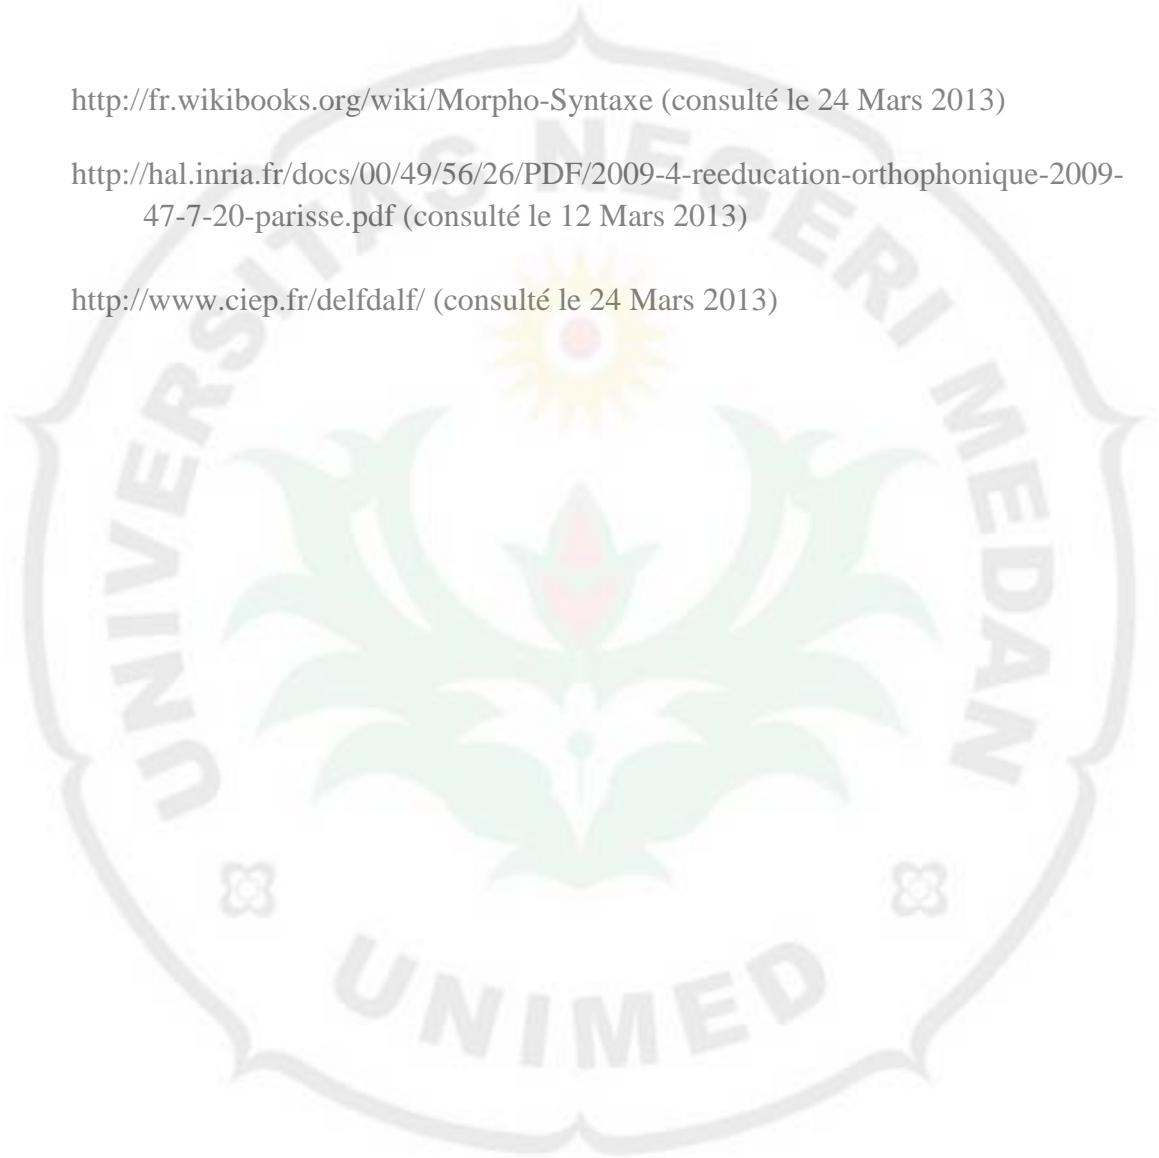 http://fr.wikibooks.org/wiki/Morpho-Syntaxe (consulté le 24 Mars 2013)
http://hal.inria.fr/docs/00/49/56/26/PDF/2009-4-reeducation-orthophonique-2009-
47-7-20-parisse.pdf (consulté le 12 Mars 2013)
http://www.ciep.fr/delfdalf/ (consulté le 24 Mars 2013)
UNIVERSITAS NEGERI MEDAN
UNIMED